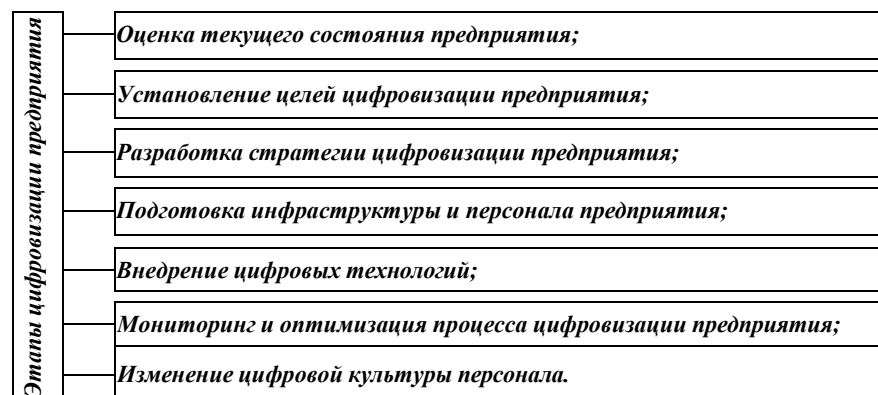 Этапы цифровизации предприятия
Оценка текущего состояния предприятия;
Установление целей цифровизации предприятия;
Разработка стратегии цифровизации предприятия;
Подготовка инфраструктуры и персонала предприятия;
Внедрение цифровых технологий;
Мониторинг и оптимизация процесса цифровизации предприятия;
Изменение цифровой культуры персонала.